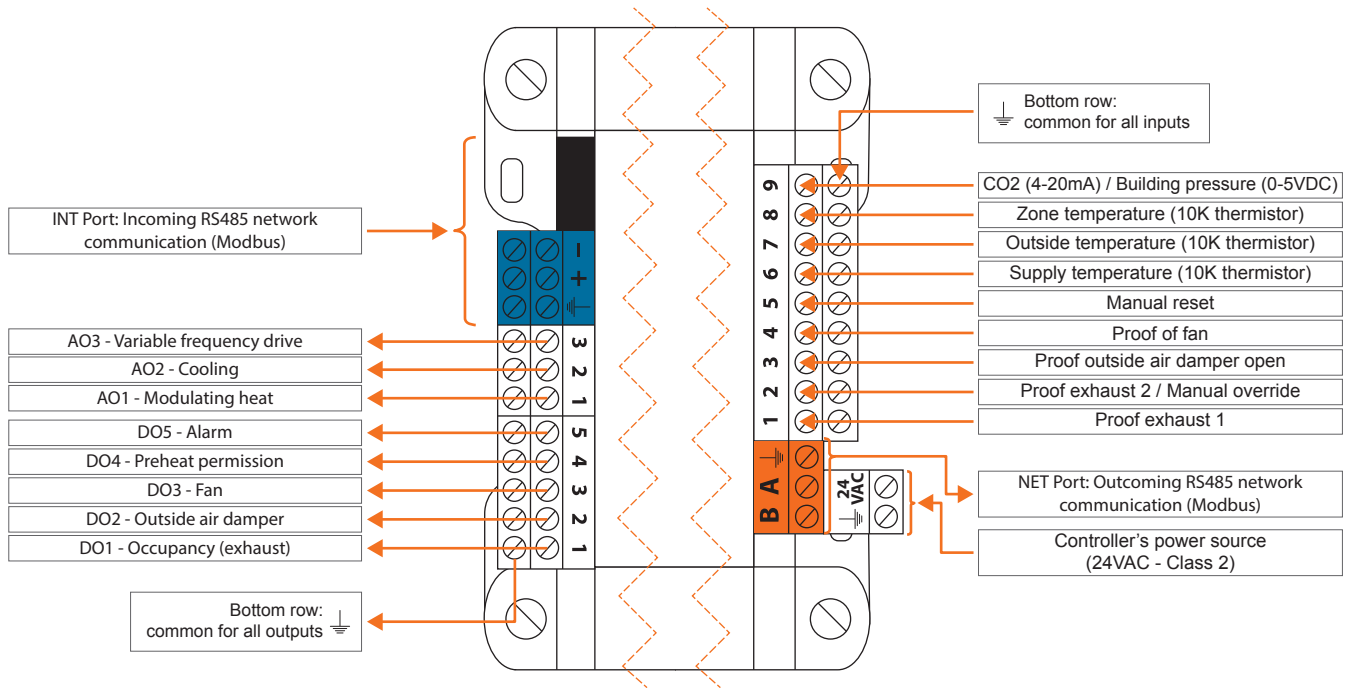 INT Port: Incoming RS485 network
communication (Modbus)
AO3 - Variable frequency drive
AO2 - Cooling
AO1 - Modulating heat
DO5 - Alarm
DO4 - Preheat permission
DO3 - Fan
DO2 - Outside air damper
DO1 - Occupancy (exhaust)
Bottom row:
common for all outputs
-
+
3
2
1
5
4
3
2
1
9
8
7
6
5
4
3
2
1
A
B
24
VAC
Bottom row:
common for all inputs
CO2 (4-20mA) / Building pressure (0-5VDC)
Zone temperature (10K thermistor)
Outside temperature (10K thermistor)
Supply temperature (10K thermistor)
Manual reset
Proof of fan
Proof outside air damper open
Proof exhaust 2 / Manual override
Proof exhaust 1
NET Port: Outcoming RS485 network
communication (Modbus)
Controller's power source
(24VAC - Class 2)